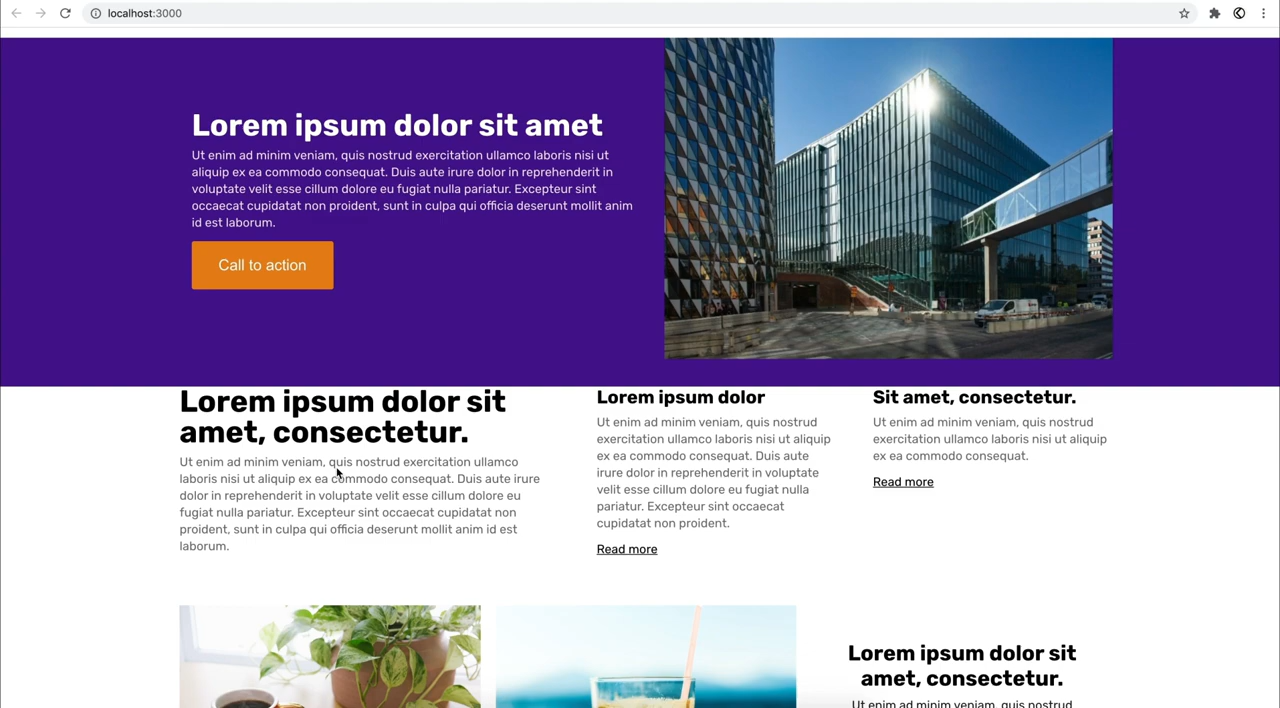 localhost:3000
Lorem ipsum dolor sit amet
Ut enim ad minim veniam, quis nostrud exercitation ullamco laboris nisi ut
aliquip ex ea commodo consequat. Duis aute irure dolor in reprehenderit in
voluptate velit esse cillum dolore eu fugiat nulla pariatur. Excepteur sint
occaecat cupidatat non proident, sunt in culpa qui officia deserunt mollit anim
id est laborum.
Call to action
Lorem ipsum dolor sit
amet, consectetur.
Ut enim ad minim veniam, quis nostrud exercitation ullamco
laboris nisi ut aliquip ex ea commodo consequat. Duis aute irure
dolor in reprehenderit in voluptate velit esse cillum dolore eu
fugiat nulla pariatur. Excepteur sint occaecat cupidatat non
proident, sunt in culpa qui officia deserunt mollit anim id est
laborum.
Lorem ipsum dolor
Ut enim ad minim veniam, quis nostrud
exercitation ullamco laboris nisi ut aliquip
ex ea commodo consequat. Duis aute
irure dolor in reprehenderit in voluptate
velit esse cillum dolore eu fugiat nulla
pariatur. Excepteur sint occaecat
cupidatat non proident.
Read more
Sit amet, consectetur.
Ut enim ad minim veniam, quis nostrud
exercitation ullamco laboris nisi ut aliquip
ex ea commodo consequat.
Read more
Lorem ipsum dolor sit
amet, consectetur.
Ut enim ad minim veniam, quis nostrud